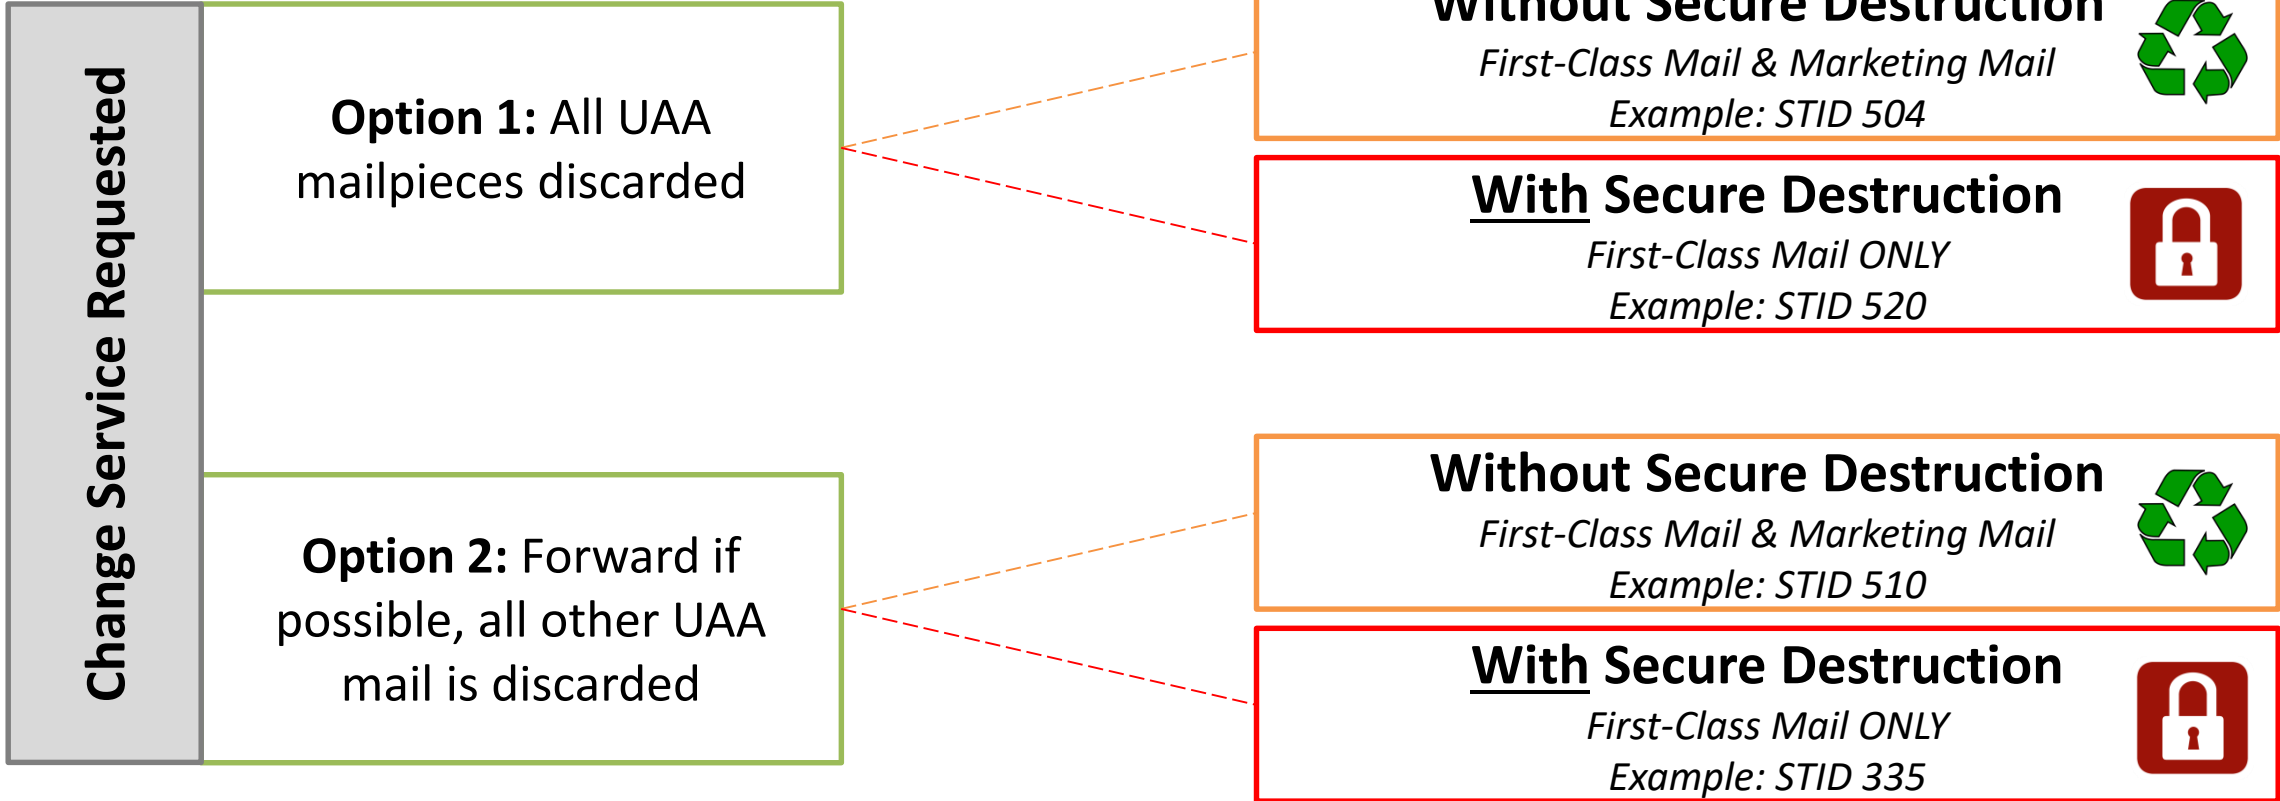 Change Service Requested
Option 1: All UAA
mailpieces discarded
Without Secure Destruction
First-Class Mail & Marketing Mail
Example: STID 504
With Secure Destruction
First-Class Mail ONLY
Example: STID 520
Option 2: Forward if
possible, all other UAA
mail is discarded
Without Secure Destruction
First-Class Mail & Marketing Mail
Example: STID 510
With Secure Destruction
First-Class Mail ONLY
Example: STID 335